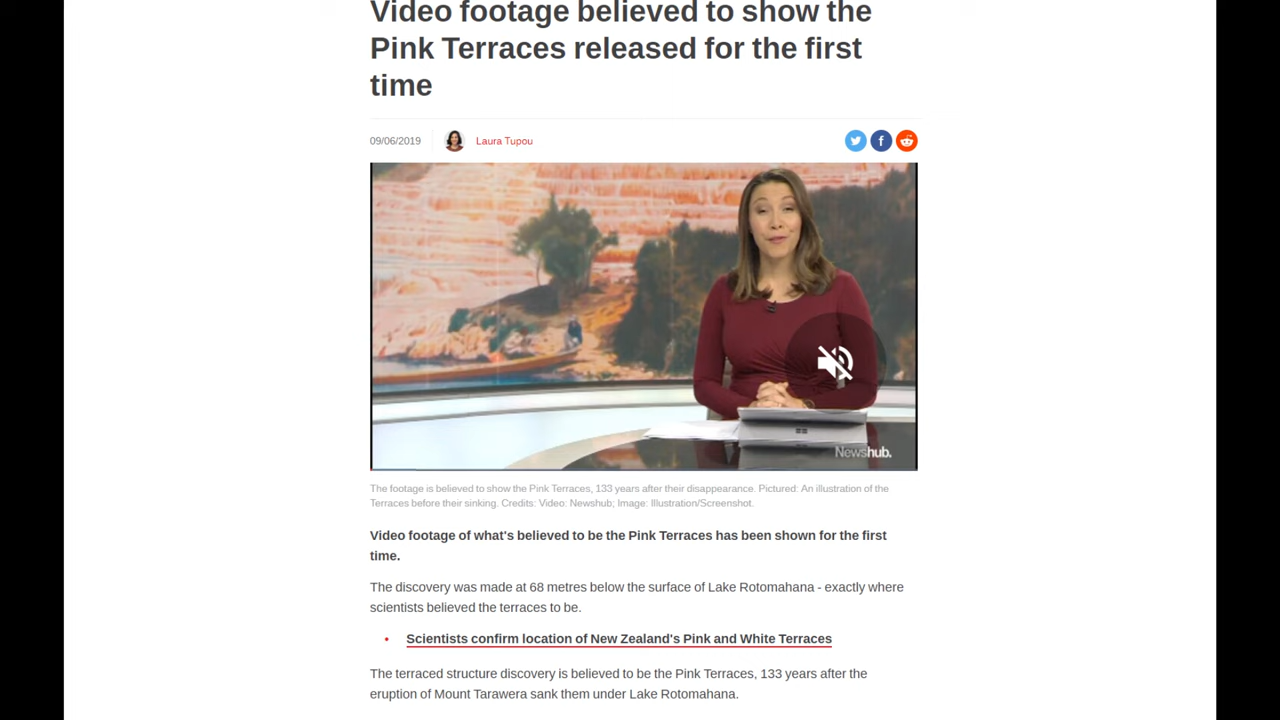 Video footage believed to show the
Pink Terraces released for the first
time
09/06/2019
Laura Tupou
Newshub.
The footage is believed to show the Pink Terraces, 133 years after their disappearance. Pictured: An illustration of the
Terraces before their sinking. Credits: Video: Newshub; Image: Illustration/Screenshot.
Video footage of what's believed to be the Pink Terraces has been shown for the first
time.
The discovery was made at 68 metres below the surface of Lake Rotomahana - exactly where
scientists believed the terraces to be.
• Scientists confirm location of New Zealand's Pink and White Terraces
The terraced structure discovery is believed to be the Pink Terraces, 133 years after the
eruption of Mount Tarawera sank them under Lake Rotomahana.